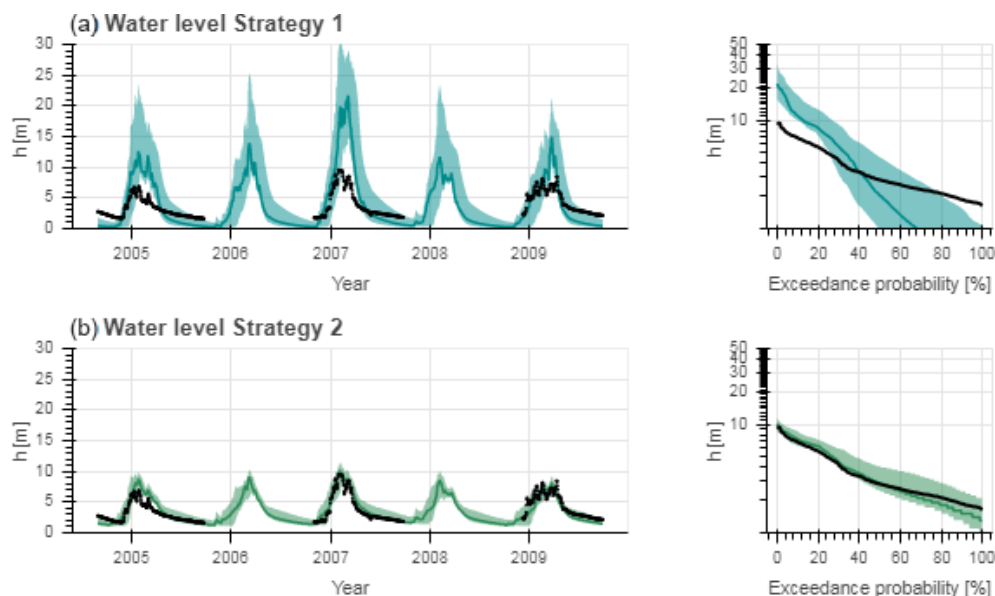 (a) Water level Strategy 1
30
25
20
15
10
5
0
h [m]
2005 2006 2007 2008 2009
Year
50
40
30
20
10
h [m]
0 20 40 60 80 100
Exceedance probability [%]
(b) Water level Strategy 2
30
25
20
15
10
5
0
h [m]
2005 2006 2007 2008 2009
Year
50
40
30
20
10
h [m]
0 20 40 60 80 100
Exceedance probability [%]